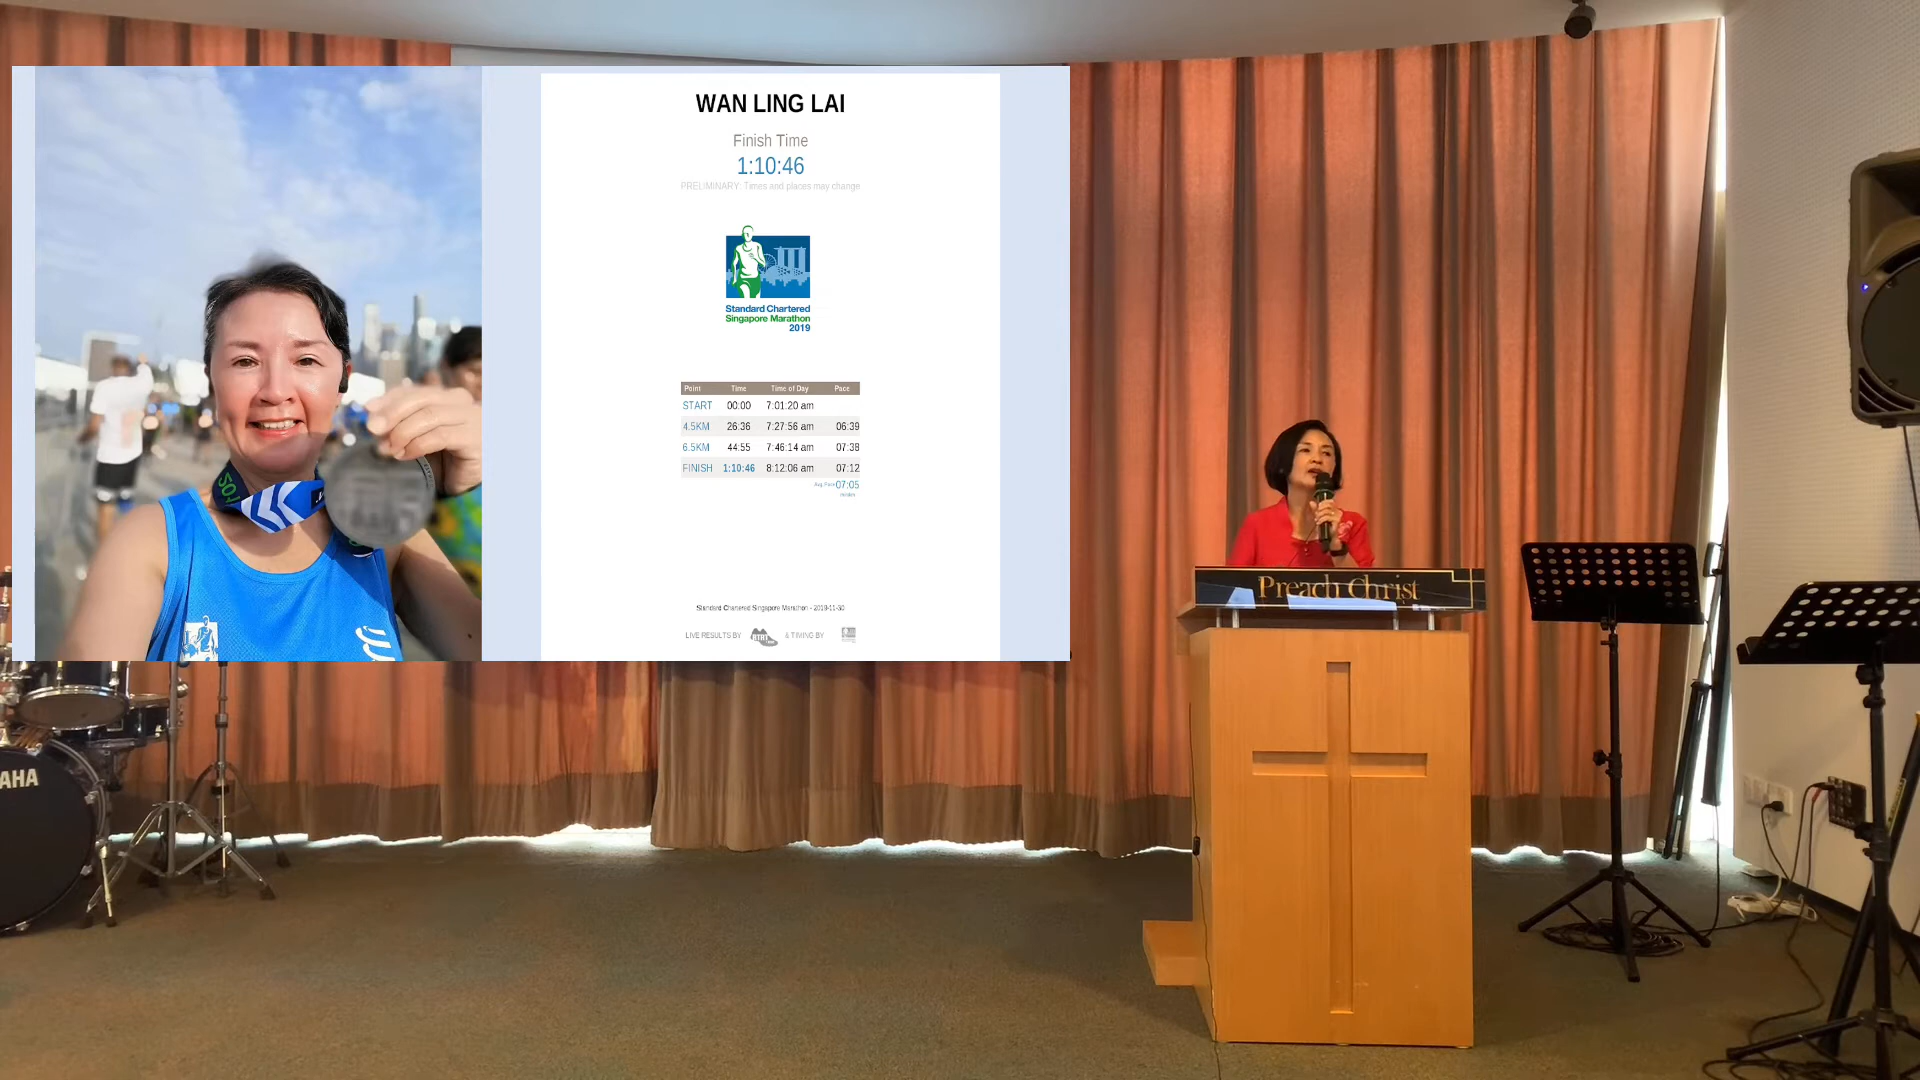 WAN LING LAI
Finish Time
1:10:46
PRELIMINARY: Times and places may change
Standard Chartered
Singapore Marathon
2019
Point Time Time of Day Pace
START 00:00 7:01:20 am
4.5KM 26:36 7:27:56 am 06:39
6.5KM 44:55 7:46:14 am 07:38
FINISH 1:10:46 8:12:06 am 07:12
Avg. Pace 07:05
Standard Chartered Singapore Marathon - 2019-11-30
LIVE RESULTS BY & TIMING BY
Preach Christ
AHA